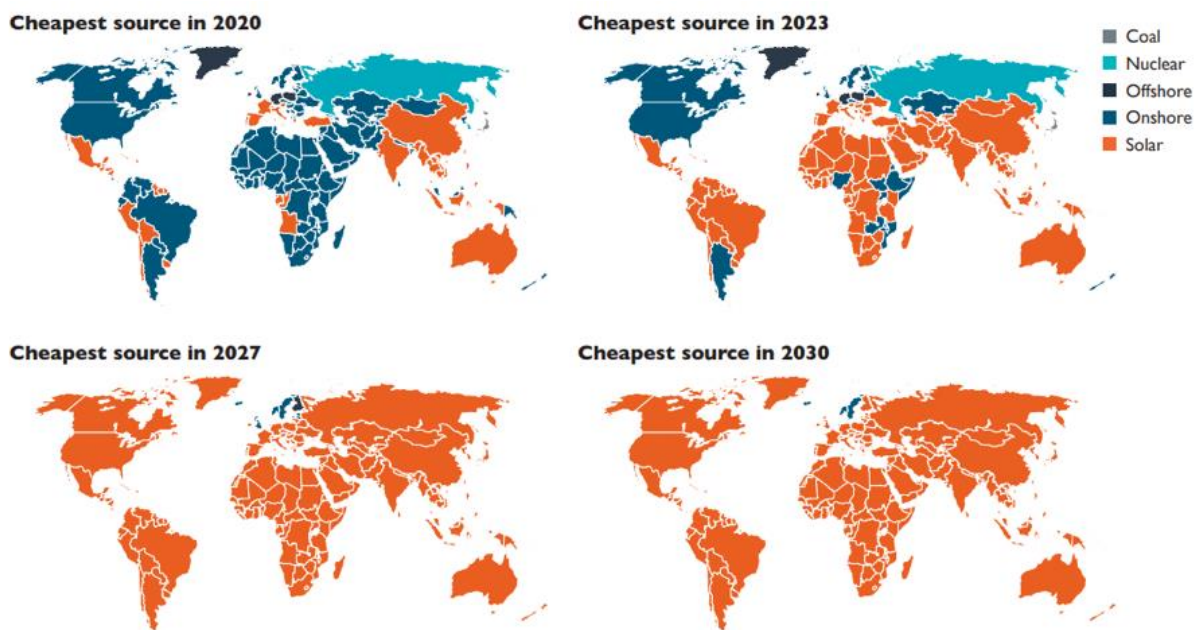 Cheapest source in 2020
Cheapest source in 2023
Coal
Nuclear
Offshore
Onshore
Solar
Cheapest source in 2027
Cheapest source in 2030